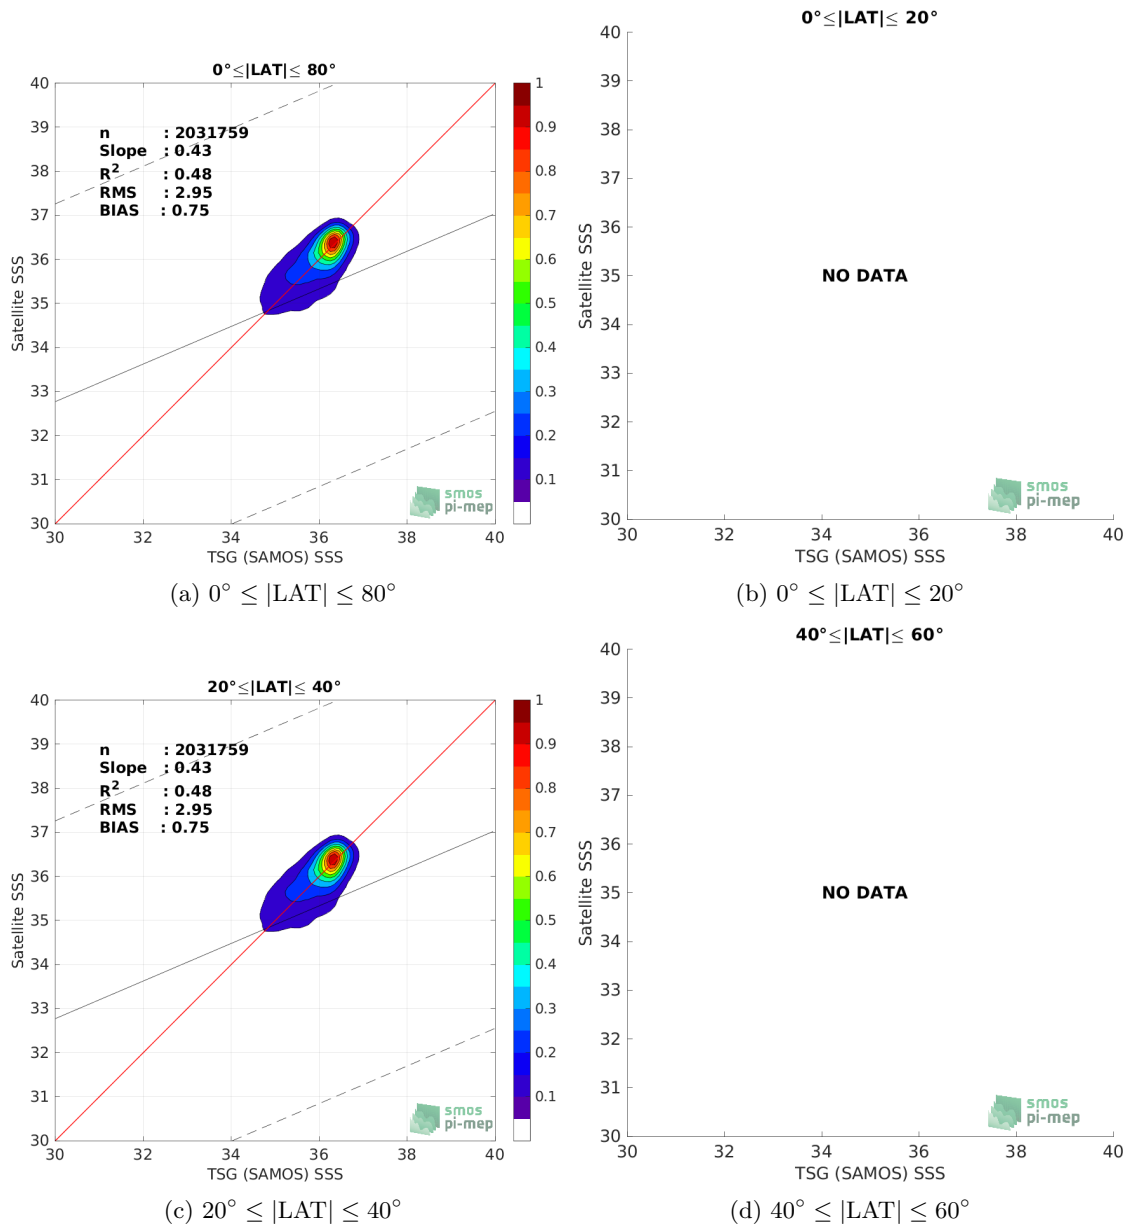 0°≤|LAT|≤ 80°
40
39
38
37
36
35
34
33
32
31
30
Satellite SSS
n : 2031759
Slope : 0.43
R² : 0.48
RMS : 2.95
BIAS : 0.75
1
0.9
0.8
0.7
0.6
0.5
0.4
0.3
0.2
0.1
smos
pi-mep
30 32 34 36 38 40
TSG (SAMOS) SSS
(a) 0° ≤ |LAT| ≤ 80°
0°≤|LAT|≤ 20°
40
39
38
37
36
35
34
33
32
31
30
Satellite SSS
NO DATA
smos
pi-mep
30 32 34 36 38 40
TSG (SAMOS) SSS
(b) 0° ≤ |LAT| ≤ 20°
20°≤|LAT|≤ 40°
40
39
38
37
36
35
34
33
32
31
30
Satellite SSS
n : 2031759
Slope : 0.43
R² : 0.48
RMS : 2.95
BIAS : 0.75
1
0.9
0.8
0.7
0.6
0.5
0.4
0.3
0.2
0.1
smos
pi-mep
30 32 34 36 38 40
TSG (SAMOS) SSS
(c) 20° ≤ |LAT| ≤ 40°
40°≤|LAT|≤ 60°
40
39
38
37
36
35
34
33
32
31
30
Satellite SSS
NO DATA
smos
pi-mep
30 32 34 36 38 40
TSG (SAMOS) SSS
(d) 40° ≤ |LAT| ≤ 60°